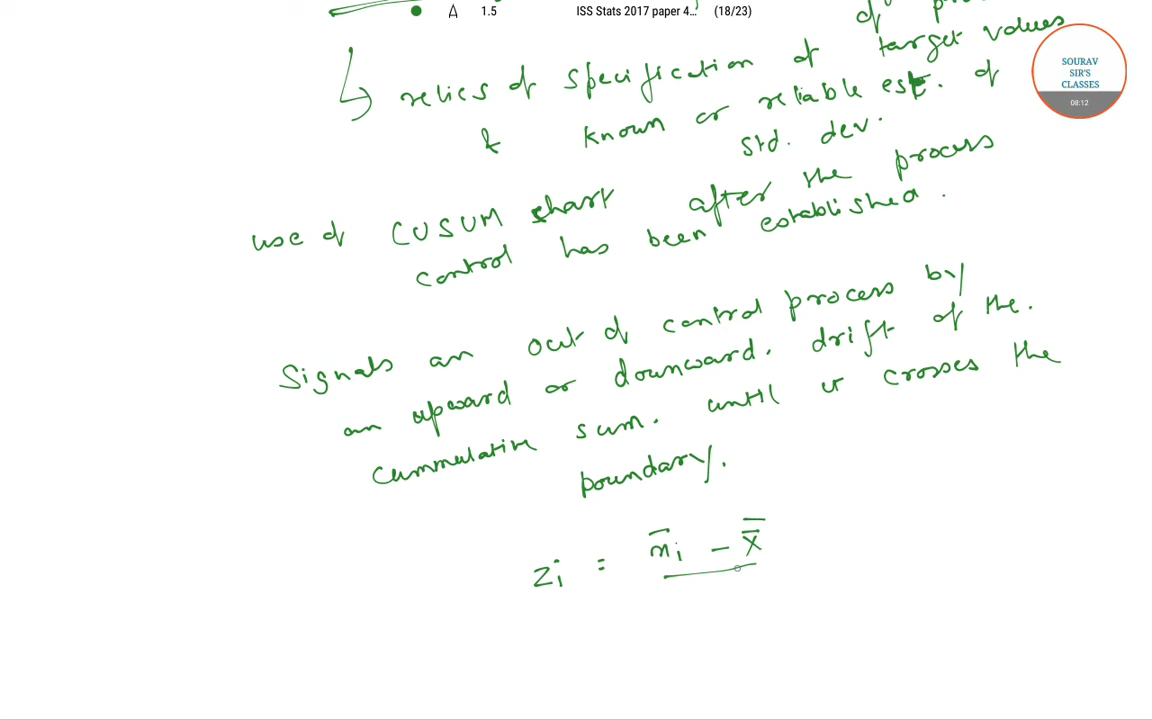 A 1.5 ISS Stats 2017 paper 4... (18/23)
SOURAV
SIR'S
CLASSES
08:12
of
relies of specification of target values
& known or reliable est. of
std. dev.
use of CUSUM chart after the process
control has been established.
Signals an out of control process by
an upward or downward. drift of the.
cummulative sum. until it crosses the
boundary.
zi = x̄i - X̿